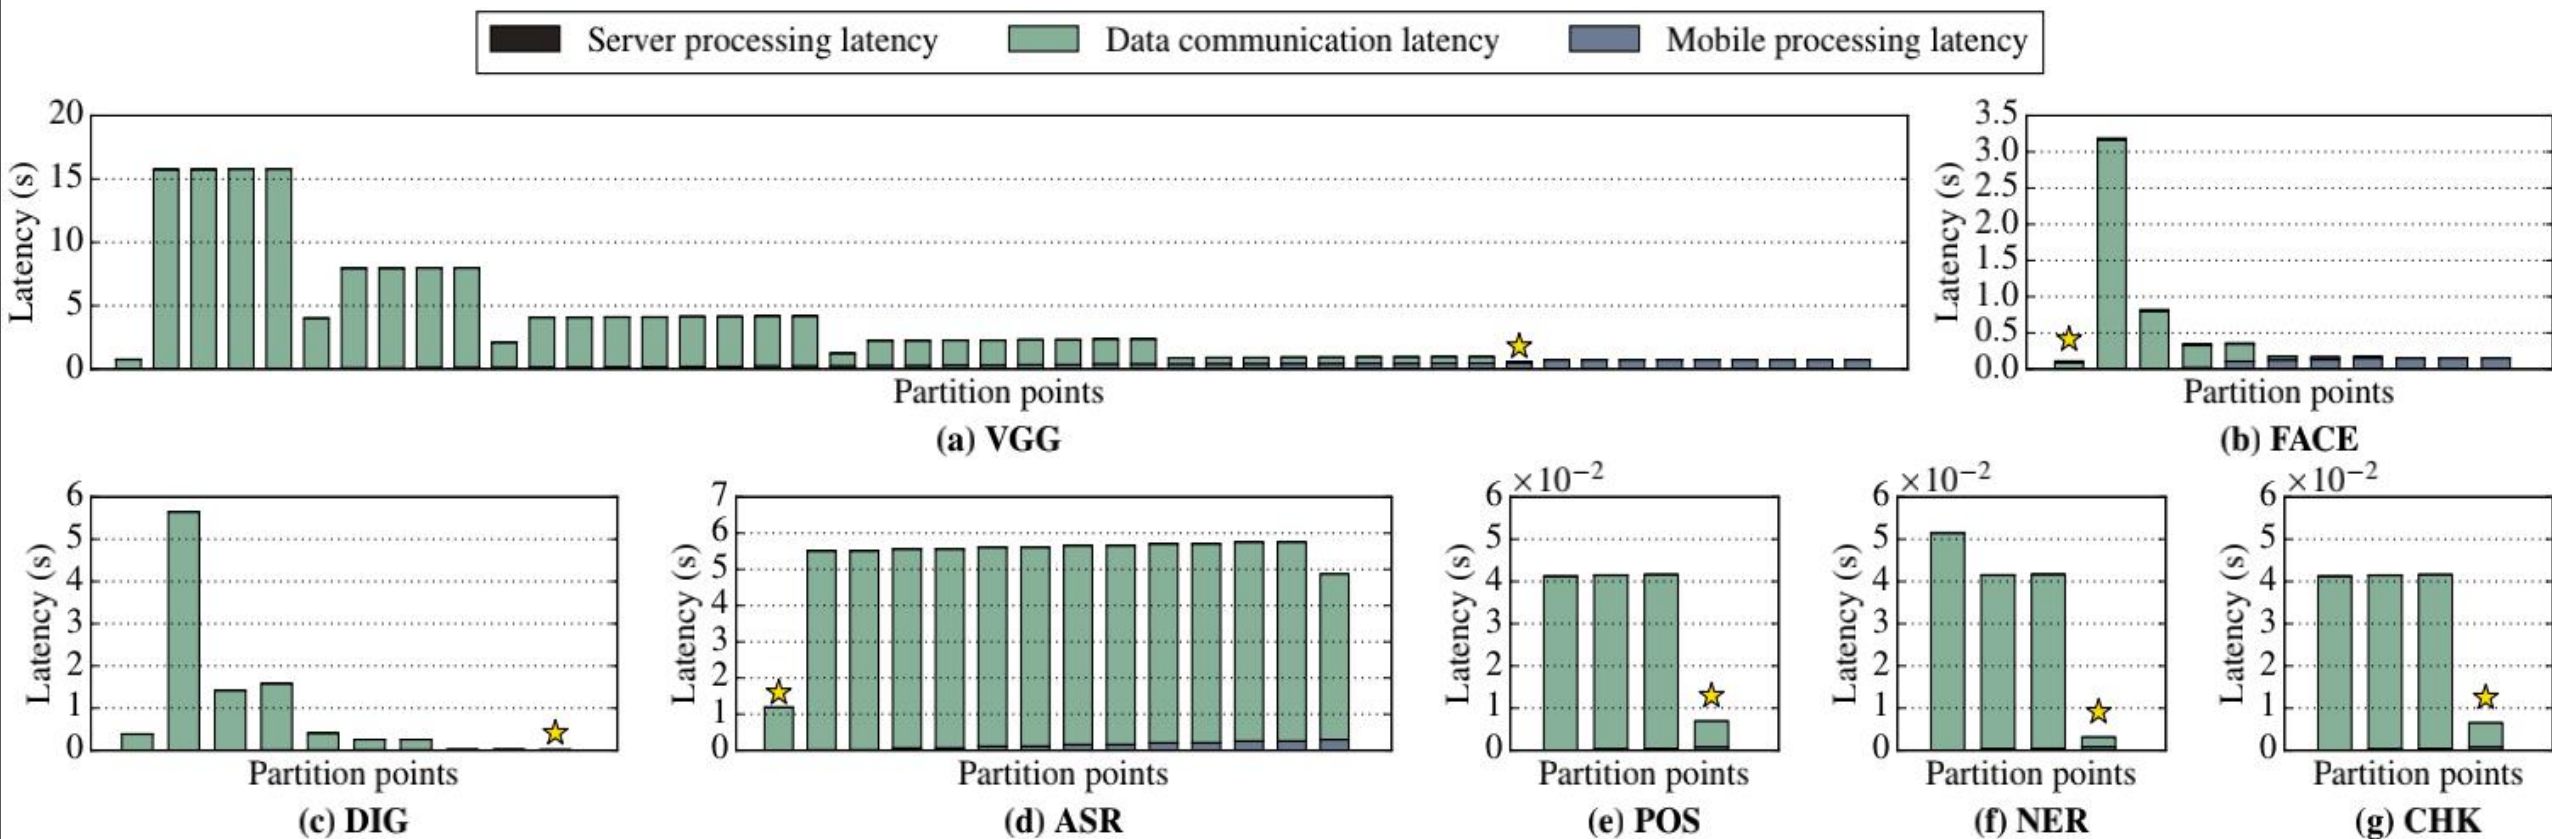 Server processing latency Data communication latency Mobile processing latency
20
15
10
5
0
Latency (s)
Partition points
(a) VGG
3.5
3.0
2.5
2.0
1.5
1.0
0.5
0.0
Latency (s)
Partition points
(b) FACE
6
5
4
3
2
1
0
Latency (s)
Partition points
(c) DIG
7
6
5
4
3
2
1
0
Latency (s)
Partition points
(d) ASR
×10⁻²
6
5
4
3
2
1
0
Latency (s)
Partition points
(e) POS
×10⁻²
6
5
4
3
2
1
0
Latency (s)
Partition points
(f) NER
×10⁻²
6
5
4
3
2
1
0
Latency (s)
Partition points
(g) CHK